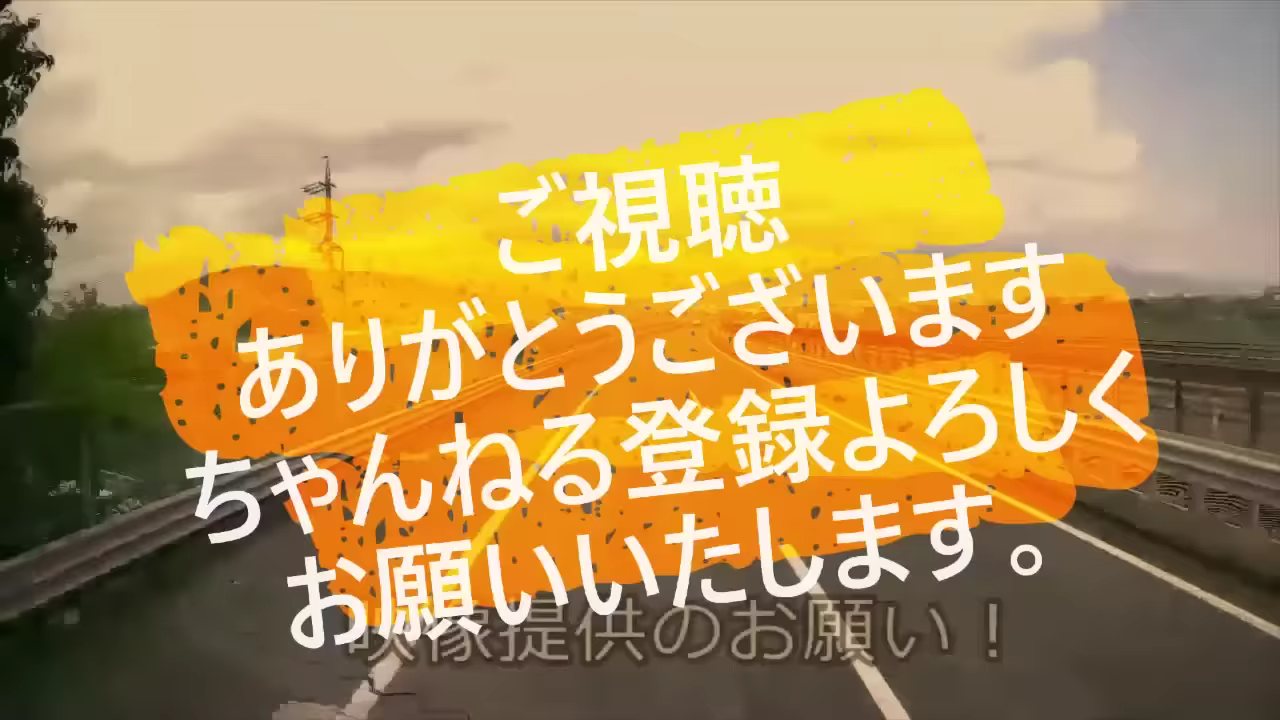 ご視聴
ありがとうございます
ちゃんねる登録よろしく
お願いいたします。
映像提供のお願い！